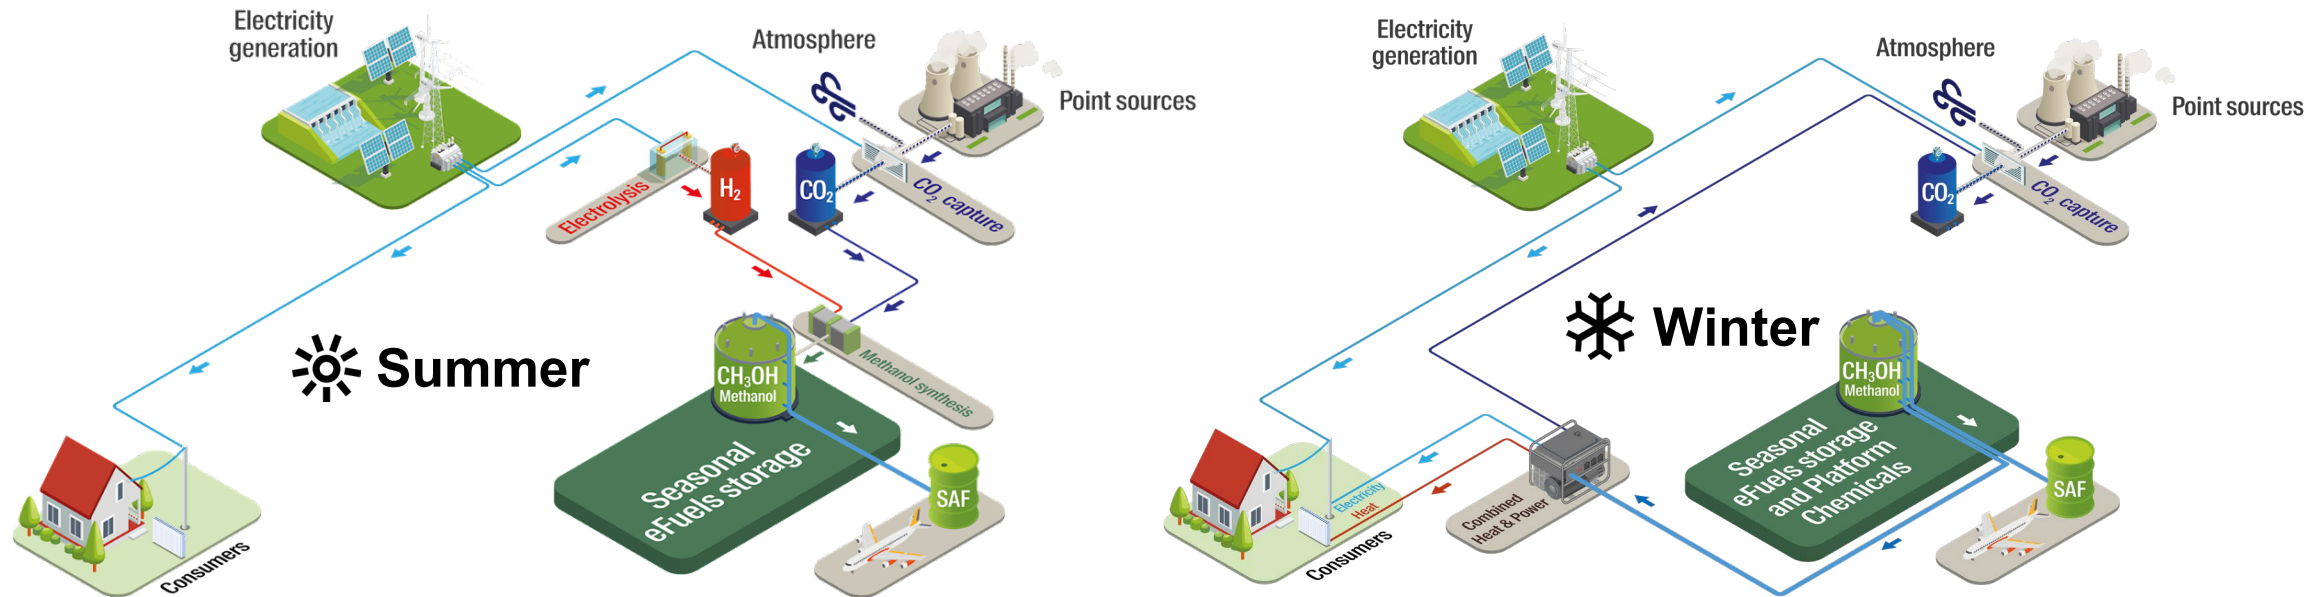 Electricity
generation
Atmosphere
Point sources
Electrolysis
H₂
CO₂
CO₂ capture
Summer
CH₃OH
Methanol
Methanol synthesis
Seasonal
eFuels storage
SAF
Consumers
Electricity
generation
Atmosphere
Point sources
CO₂
CO₂ capture
Winter
CH₃OH
Methanol
Seasonal
eFuels storage
and Platform
Chemicals
SAF
Electricity
Heat
Combined
Heat & Power
Consumers